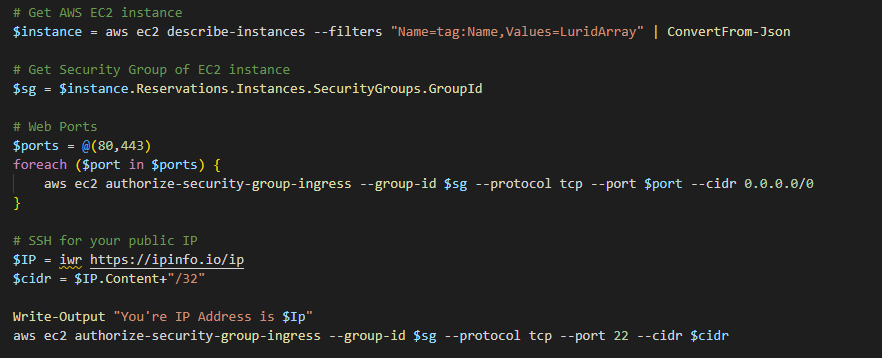 # Get AWS EC2 instance
$instance = aws ec2 describe-instances --filters "Name=tag:Name,Values=LuridArray" | ConvertFrom-Json
# Get Security Group of EC2 instance
$sg = $instance.Reservations.Instances.SecurityGroups.GroupId
# Web Ports
$ports = @(80,443)
foreach ($port in $ports) {
    aws ec2 authorize-security-group-ingress --group-id $sg --protocol tcp --port $port --cidr 0.0.0.0/0
}
# SSH for your public IP
$IP = iwr https://ipinfo.io/ip
$cidr = $IP.Content+"/32"
Write-Output "You're IP Address is $Ip"
aws ec2 authorize-security-group-ingress --group-id $sg --protocol tcp --port 22 --cidr $cidr